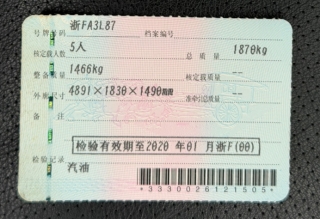 号牌号码 浙FA3L87 档案编号
核定载人数 5人 总质量 1870kg
整备质量 1466kg 核定载质量 --
外廓尺寸 4891×1830×1490mm 准牵引总质量 --
备注
检验有效期至2020 年01 月浙F(00)
检验记录 汽油
*3330026121505*